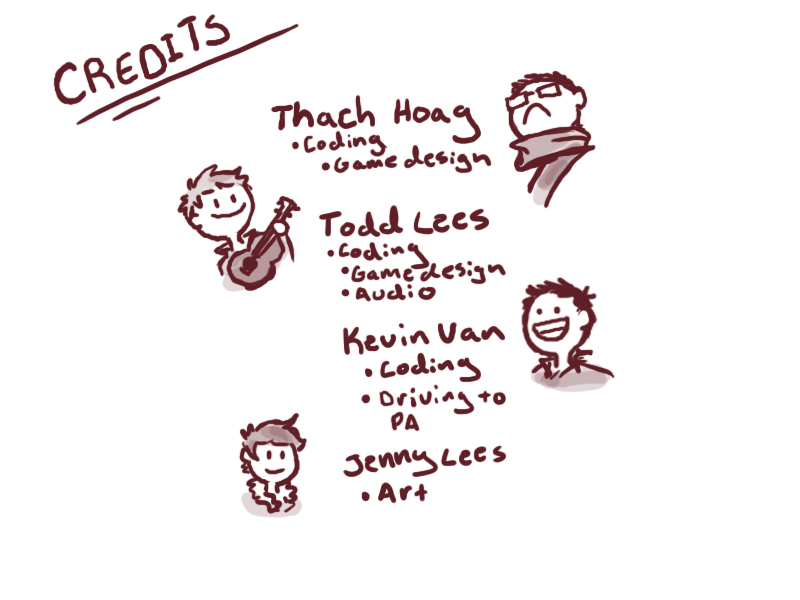 CREDITS
Thach Hoag
• Coding
• Game design
Todd Lees
• Coding
• Game design
• Audio
Kevin Van
• Coding
• Driving to
PA
Jenny Lees
• Art